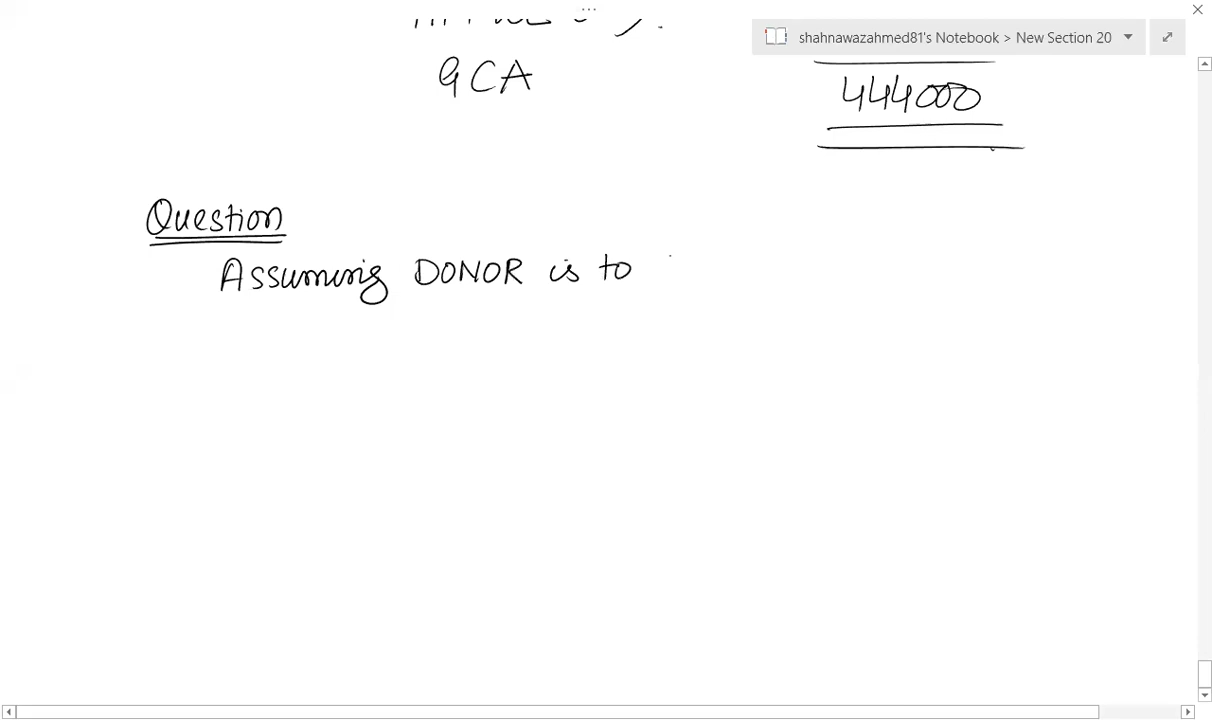 shahnawazahmed81's Notebook > New Section 20
GCA
444000
Question
Assuming DONOR is to